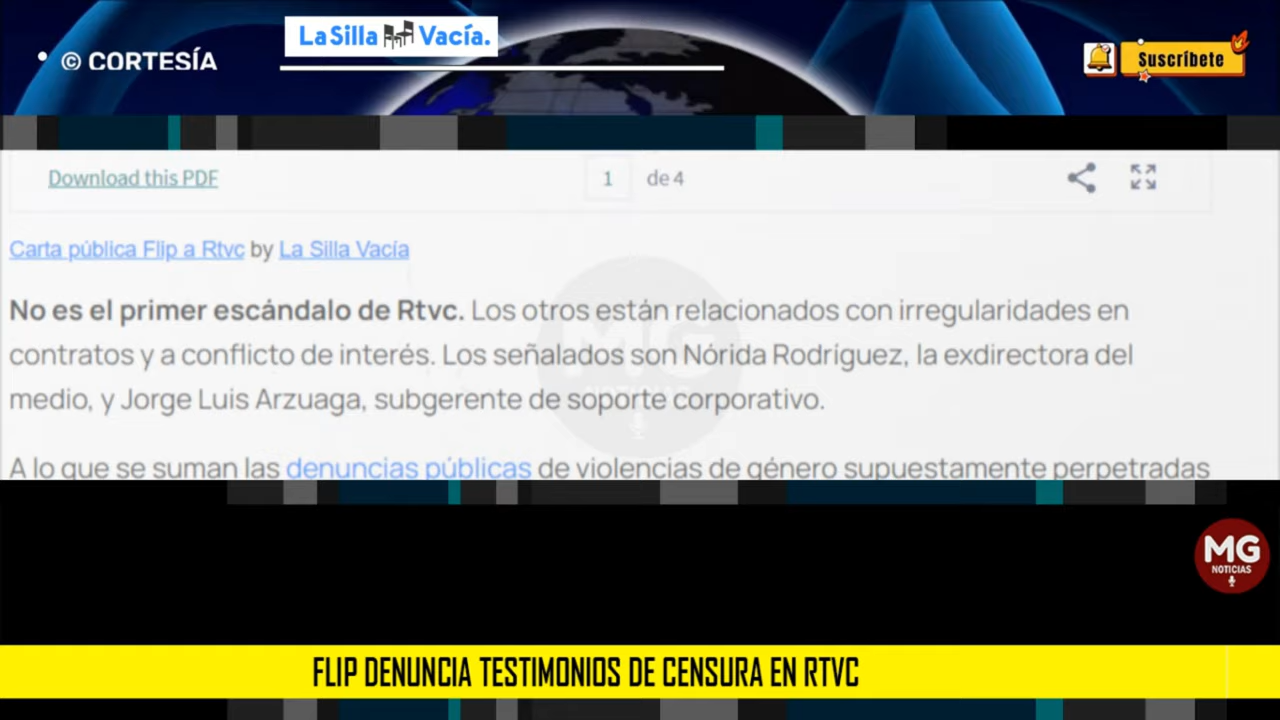 © CORTESÍA
La Silla Vacía.
Suscríbete
Download this PDF
1 de 4
Carta pública Flip a Rtvc by La Silla Vacía
No es el primer escándalo de Rtvc. Los otros están relacionados con irregularidades en
contratos y a conflicto de interés. Los señalados son Nórida Rodríguez, la exdirectora del
medio, y Jorge Luis Arzuaga, subgerente de soporte corporativo.
A lo que se suman las denuncias públicas de violencias de género supuestamente perpetradas
MG
NOTICIAS
MG
NOTICIAS
FLIP DENUNCIA TESTIMONIOS DE CENSURA EN RTVC